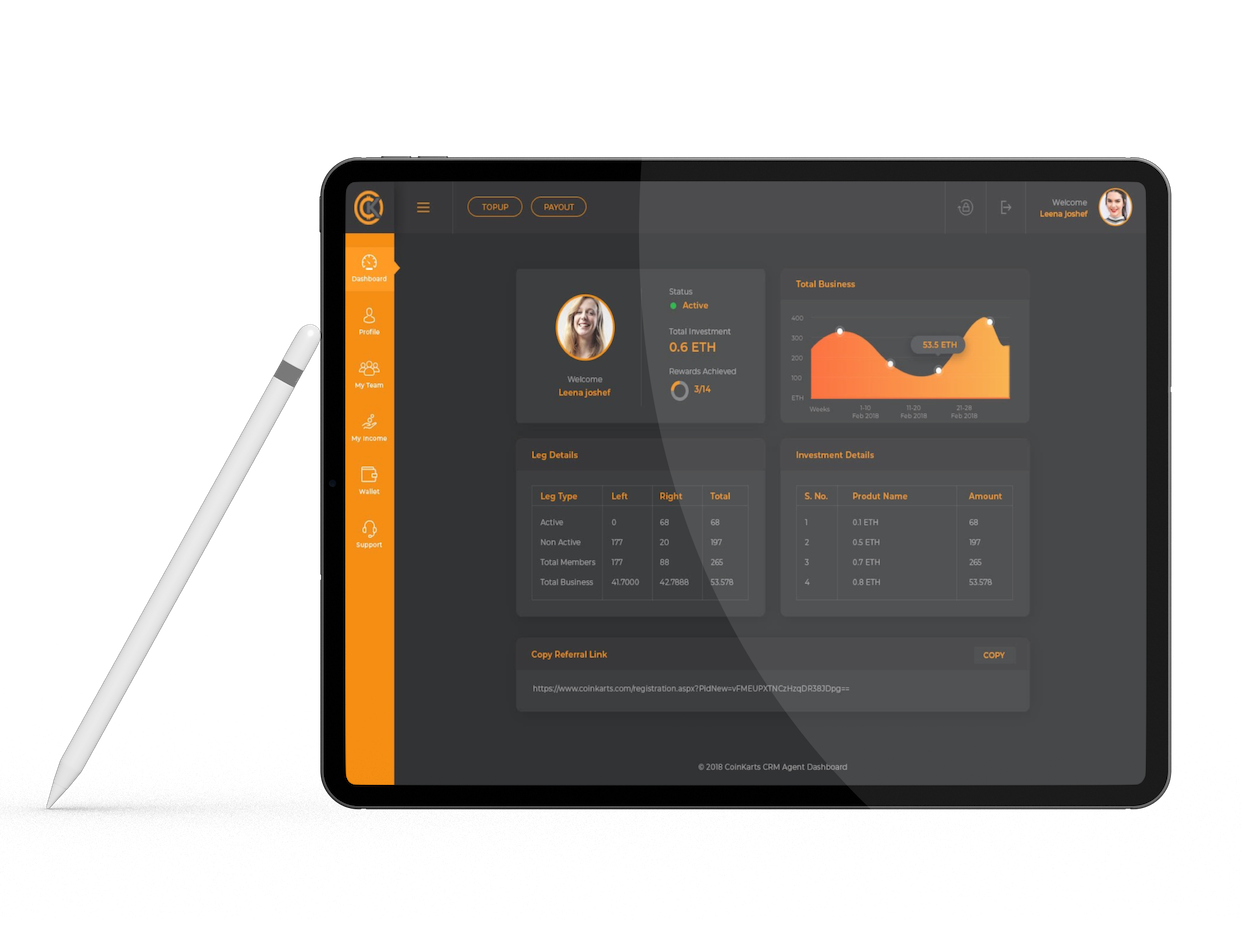 CK
TOPUP
PAYOUT
Welcome
Leena Joshef
Dashboard
Profile
My Team
My Income
Wallet
Support
Welcome
Leena joshef
Status
Active
Total Investment
0.6 ETH
Rewards Achieved
3/14
Total Business
400
300
200
100
ETH
53.5 ETH
Weeks 1-10 11-20 21-28
Feb 2018 Feb 2018 Feb 2018
Leg Details
Leg Type Left Right Total
Active 0 68 68
Non Active 177 20 197
Total Members 177 88 265
Total Business 41.7000 42.7888 53.578
Investment Details
S. No. Produt Name Amount
1 0.1 ETH 68
2 0.5 ETH 197
3 0.7 ETH 265
4 0.8 ETH 53.578
Copy Referral Link
COPY
https://www.coinkarts.com/registration.aspx?PidNew=vFMEUPXTNCzHzqDR38JDpg==
© 2018 CoinKarts CRM Agent Dashboard